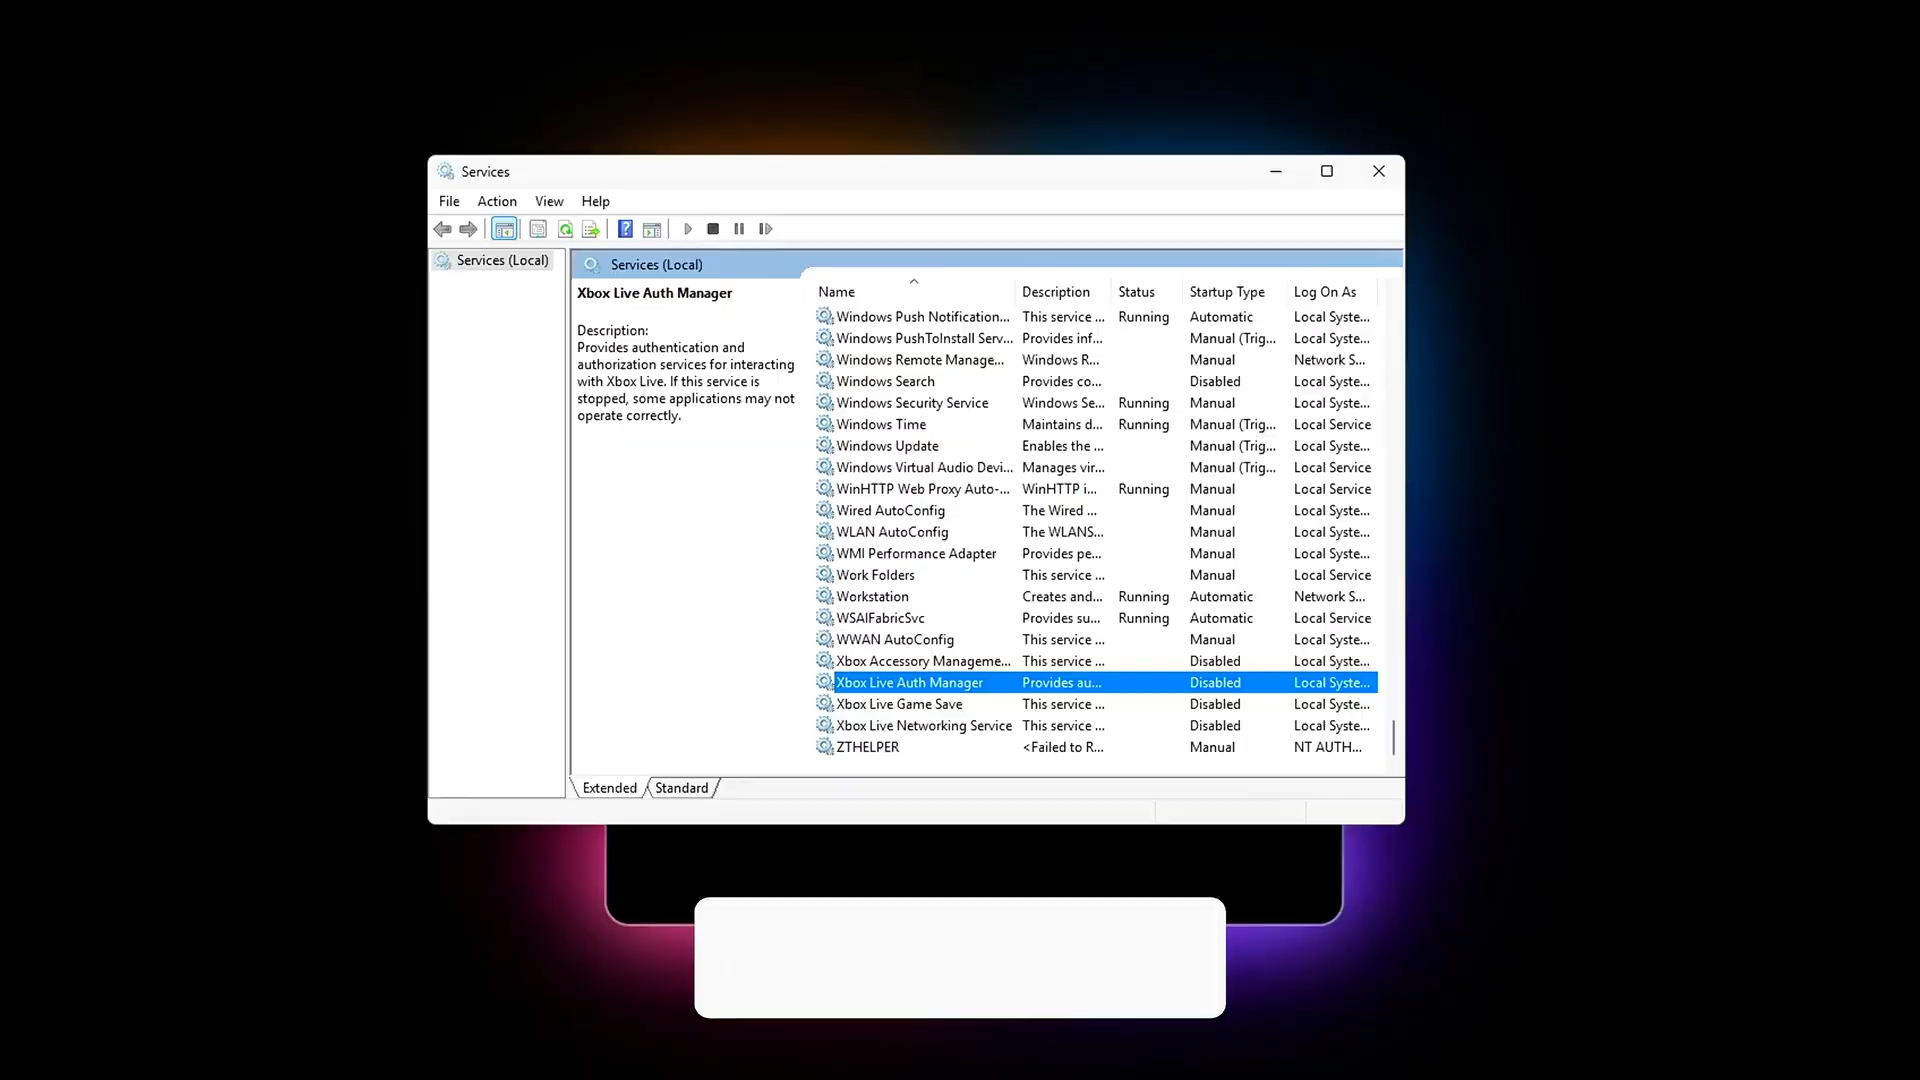 Services
File Action View Help
Services (Local)
Services (Local)
Xbox Live Auth Manager
Description:
Provides authentication and
authorization services for interacting
with Xbox Live. If this service is
stopped, some applications may not
operate correctly.
Name Description Status Startup Type Log On As
Windows Push Notification... This service ... Running Automatic Local Syste...
Windows PushToInstall Serv... Provides inf... Manual (Trig... Local Syste...
Windows Remote Manage... Windows R... Manual Network S...
Windows Search Provides co... Disabled Local Syste...
Windows Security Service Windows Se... Running Manual Local Syste...
Windows Time Maintains d... Running Manual (Trig... Local Service
Windows Update Enables the ... Manual (Trig... Local Syste...
Windows Virtual Audio Devi... Manages vir... Manual (Trig... Local Service
WinHTTP Web Proxy Auto-... WinHTTP i... Running Manual Local Service
Wired AutoConfig The Wired ... Manual Local Syste...
WLAN AutoConfig The WLANS... Manual Local Syste...
WMI Performance Adapter Provides pe... Manual Local Syste...
Work Folders This service ... Manual Local Service
Workstation Creates and... Running Automatic Network S...
WSAIFabricSvc Provides su... Running Automatic Local Service
WWAN AutoConfig This service ... Manual Local Syste...
Xbox Accessory Manageme... This service ... Disabled Local Syste...
Xbox Live Auth Manager Provides au... Disabled Local Syste...
Xbox Live Game Save This service ... Disabled Local Syste...
Xbox Live Networking Service This service ... Disabled Local Syste...
ZTHELPER <Failed to R... Manual NT AUTH...
Extended Standard